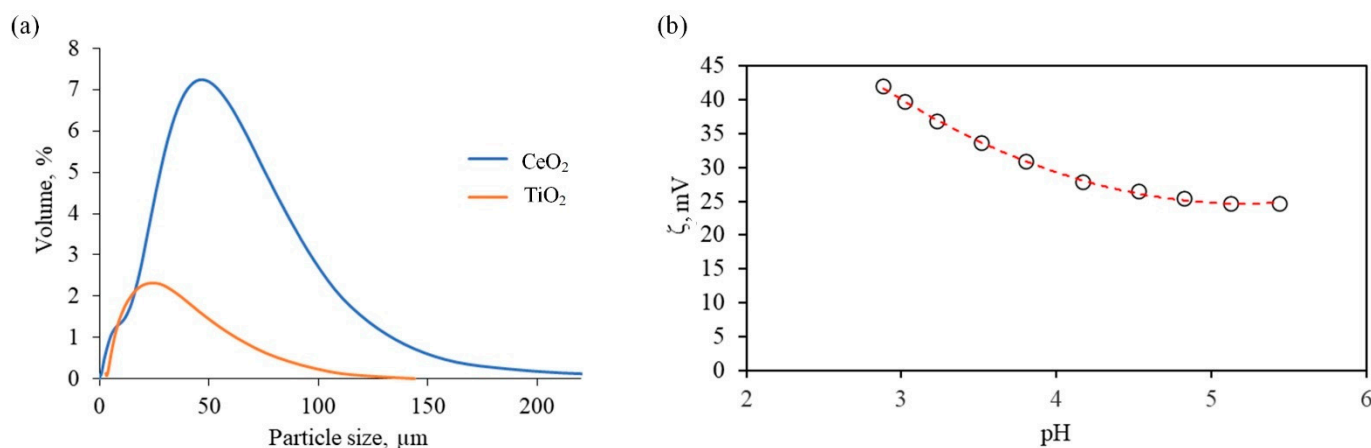 (a)
8
7
6
5
4
3
2
1
0
Volume, %
0 50 100 150 200
Particle size, µm
CeO₂
TiO₂
(b)
45
40
35
30
25
20
15
10
5
0
ζ, mV
2 3 4 5 6
pH